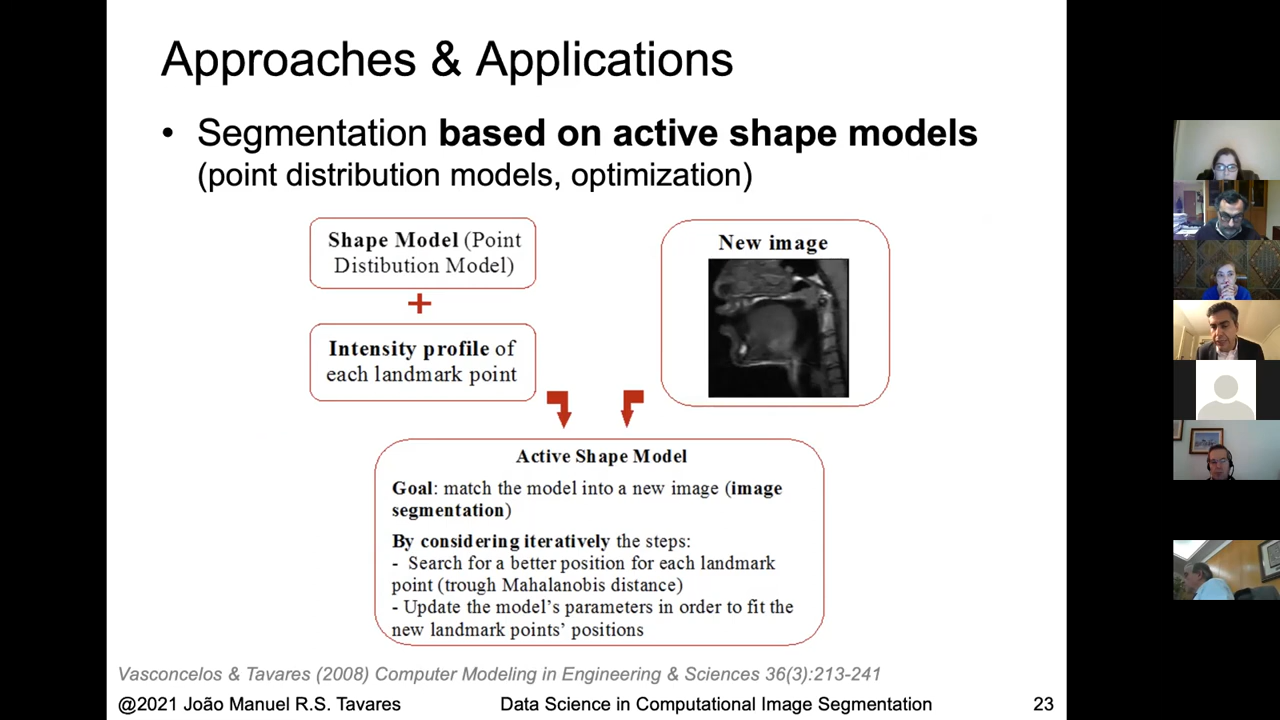 Approaches & Applications
• Segmentation based on active shape models
(point distribution models, optimization)
Shape Model (Point
Distibution Model)
+
Intensity profile of
each landmark point
New image
Active Shape Model
Goal: match the model into a new image (image
segmentation)
By considering iteratively the steps:
- Search for a better position for each landmark
point (trough Mahalanobis distance)
- Update the model's parameters in order to fit the
new landmark points' positions
Vasconcelos & Tavares (2008) Computer Modeling in Engineering & Sciences 36(3):213-241
@2021 João Manuel R.S. Tavares
Data Science in Computational Image Segmentation
23